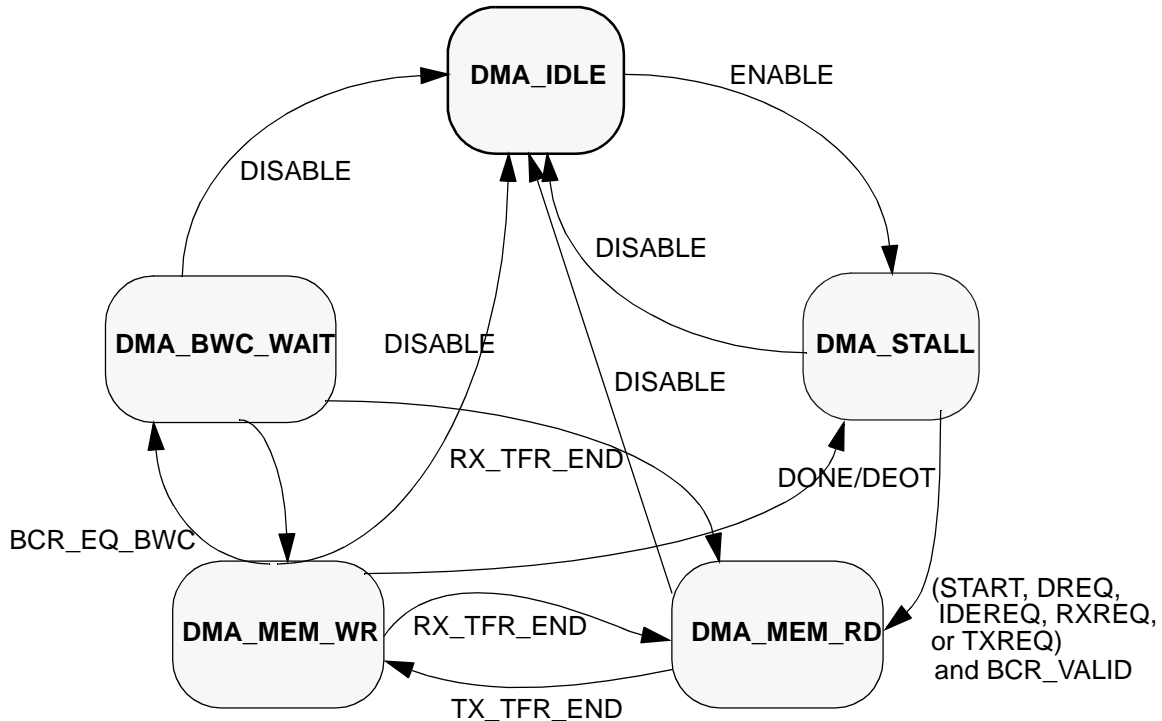 DMA_IDLE
ENABLE
DISABLE
DISABLE
DMA_BWC_WAIT
DISABLE
DMA_STALL
DISABLE
RX_TFR_END
DONE/DEOT
BCR_EQ_BWC
(START, DREQ,
IDEREQ, RXREQ,
or TXREQ)
and BCR_VALID
DMA_MEM_WR
RX_TFR_END
DMA_MEM_RD
TX_TFR_END